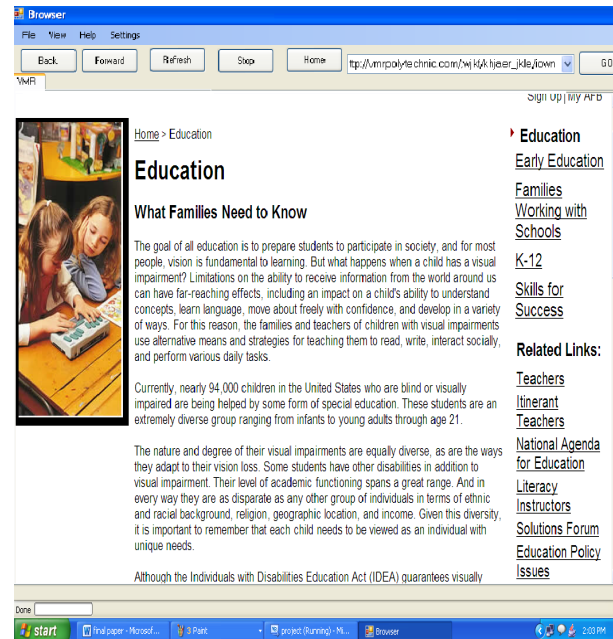 Browser
File View Help Settings
Back Forward Refresh Stop Home ttp://vmrpolytechnic.com/:wjkf/khjaer_jkle/iown GO
VMR
Sign Up | My AFB
Home > Education
Education
What Families Need to Know
The goal of all education is to prepare students to participate in society, and for most
people, vision is fundamental to learning. But what happens when a child has a visual
impairment? Limitations on the ability to receive information from the world around us
can have far-reaching effects, including an impact on a child's ability to understand
concepts, learn language, move about freely with confidence, and develop in a variety
of ways. For this reason, the families and teachers of children with visual impairments
use alternative means and strategies for teaching them to read, write, interact socially,
and perform various daily tasks.
Currently, nearly 94,000 children in the United States who are blind or visually
impaired are being helped by some form of special education. These students are an
extremely diverse group ranging from infants to young adults through age 21.
The nature and degree of their visual impairments are equally diverse, as are the ways
they adapt to their vision loss. Some students have other disabilities in addition to
visual impairment. Their level of academic functioning spans a great range. And in
every way they are as disparate as any other group of individuals in terms of ethnic
and racial background, religion, geographic location, and income. Given this diversity,
it is important to remember that each child needs to be viewed as an individual with
unique needs.
Although the Individuals with Disabilities Education Act (IDEA) guarantees visually
Education
Early Education
Families
Working with
Schools
K-12
Skills for
Success
Related Links:
Teachers
Itinerant
Teachers
National Agenda
for Education
Literacy
Instructors
Solutions Forum
Education Policy
Issues
Done
start final paper - Microsof... 3 Paint project (Running) - Mi... Browser 2:03 PM